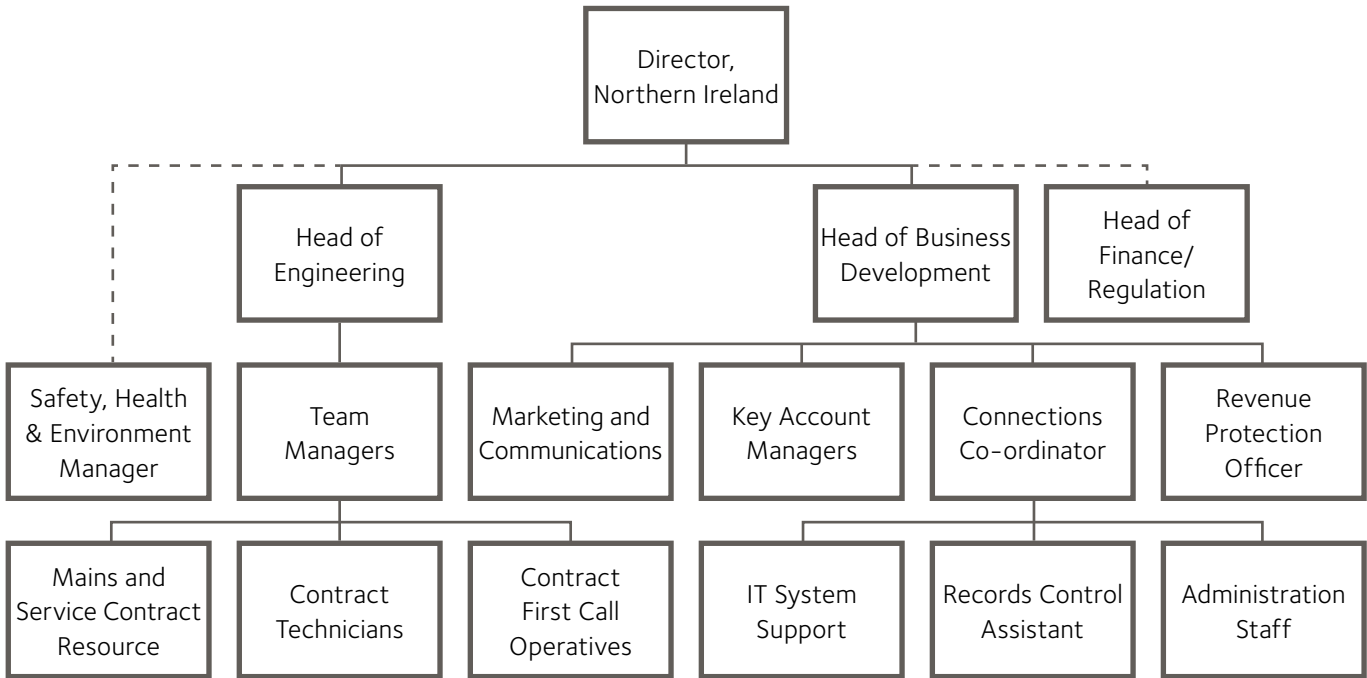 Director,
Northern Ireland
Head of
Engineering
Head of Business
Development
Head of
Finance/
Regulation
Safety, Health
& Environment
Manager
Team
Managers
Marketing and
Communications
Key Account
Managers
Connections
Co-ordinator
Revenue
Protection
Officer
Mains and
Service Contract
Resource
Contract
Technicians
Contract
First Call
Operatives
IT System
Support
Records Control
Assistant
Administration
Staff